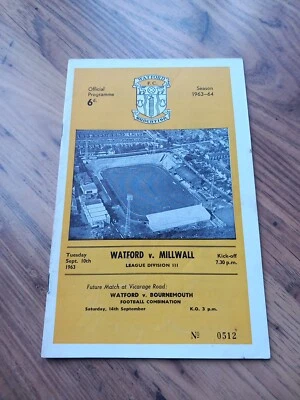 WATFORD
F.C.
ASSOCIATION
Official
Programme
6d.
Season
1963-64
Tuesday
Sept. 10th
1963
WATFORD v. MILLWALL
LEAGUE DIVISION III
Kick-off
7.30 p.m.
Future Match at Vicarage Road:
WATFORD v. BOURNEMOUTH
FOOTBALL COMBINATION
Saturday, 14th September
K.O. 3 p.m.
No 0512